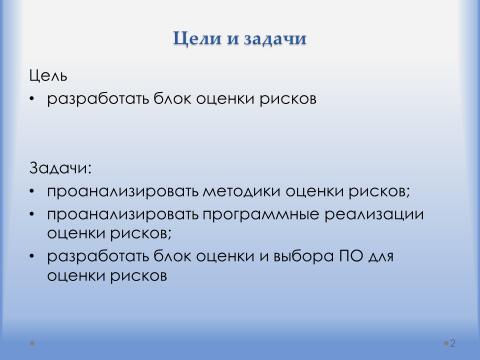 Цели и задачи
Цель
• разработать блок оценки рисков
Задачи:
• проанализировать методики оценки рисков;
• проанализировать программные реализации
оценки рисков;
• разработать блок оценки и выбора ПО для
оценки рисков
2